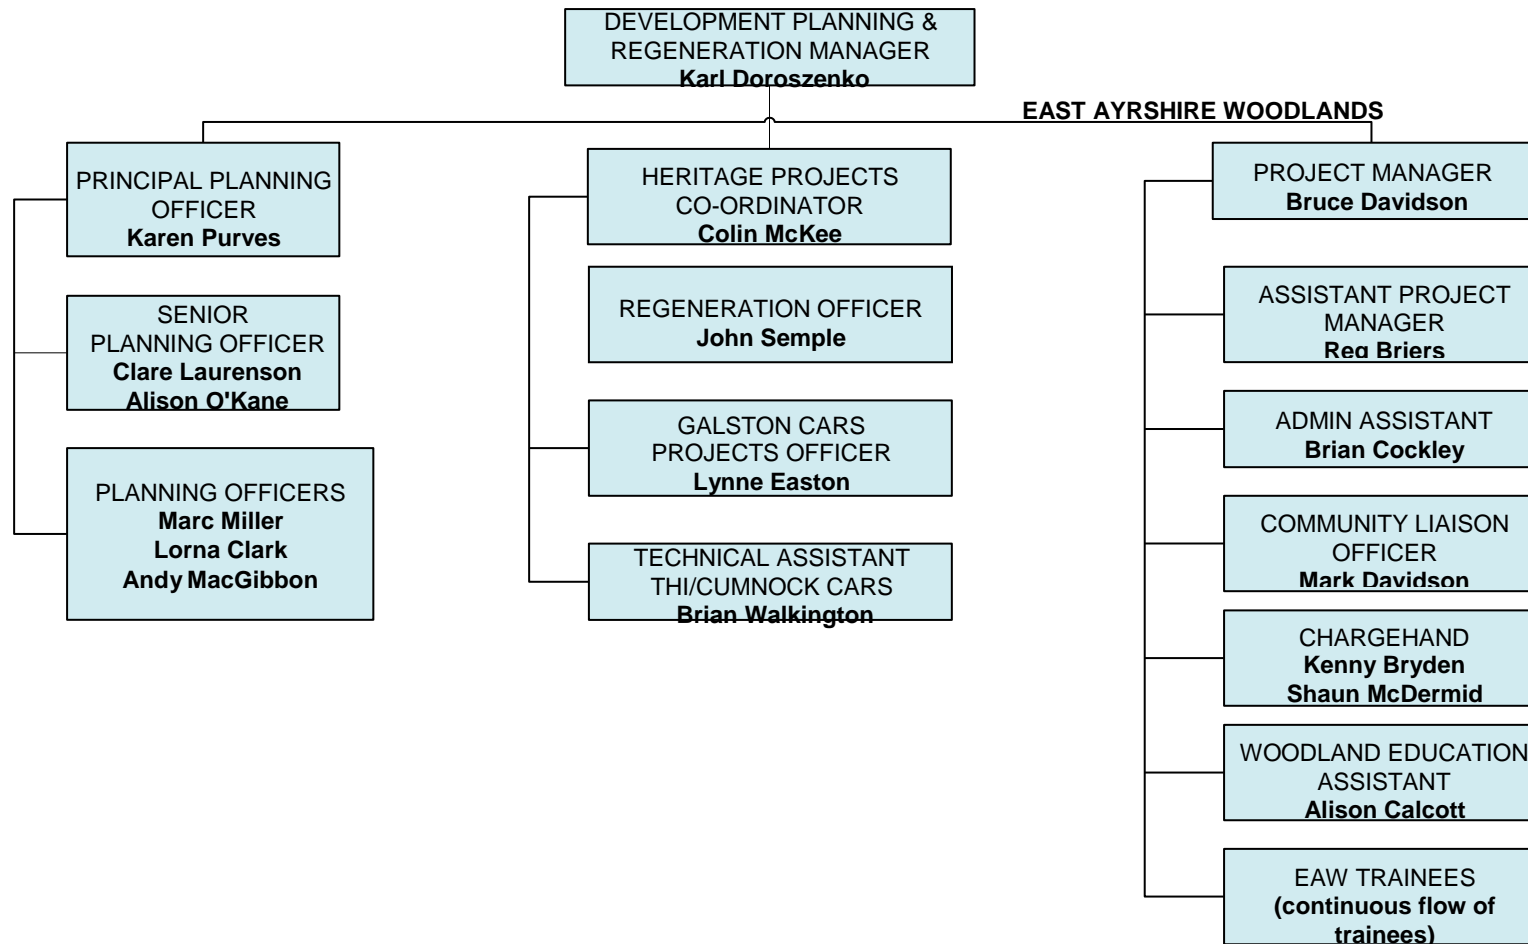 DEVELOPMENT PLANNING &
REGENERATION MANAGER
Karl Doroszenko
EAST AYRSHIRE WOODLANDS
PRINCIPAL PLANNING
OFFICER
Karen Purves
SENIOR
PLANNING OFFICER
Clare Laurenson
Alison O'Kane
PLANNING OFFICERS
Marc Miller
Lorna Clark
Andy MacGibbon
HERITAGE PROJECTS
CO-ORDINATOR
Colin McKee
REGENERATION OFFICER
John Semple
GALSTON CARS
PROJECTS OFFICER
Lynne Easton
TECHNICAL ASSISTANT
THI/CUMNOCK CARS
Brian Walkington
PROJECT MANAGER
Bruce Davidson
ASSISTANT PROJECT
MANAGER
Reg Briers
ADMIN ASSISTANT
Brian Cockley
COMMUNITY LIAISON
OFFICER
Mark Davidson
CHARGEHAND
Kenny Bryden
Shaun McDermid
WOODLAND EDUCATION
ASSISTANT
Alison Calcott
EAW TRAINEES
(continuous flow of
trainees)